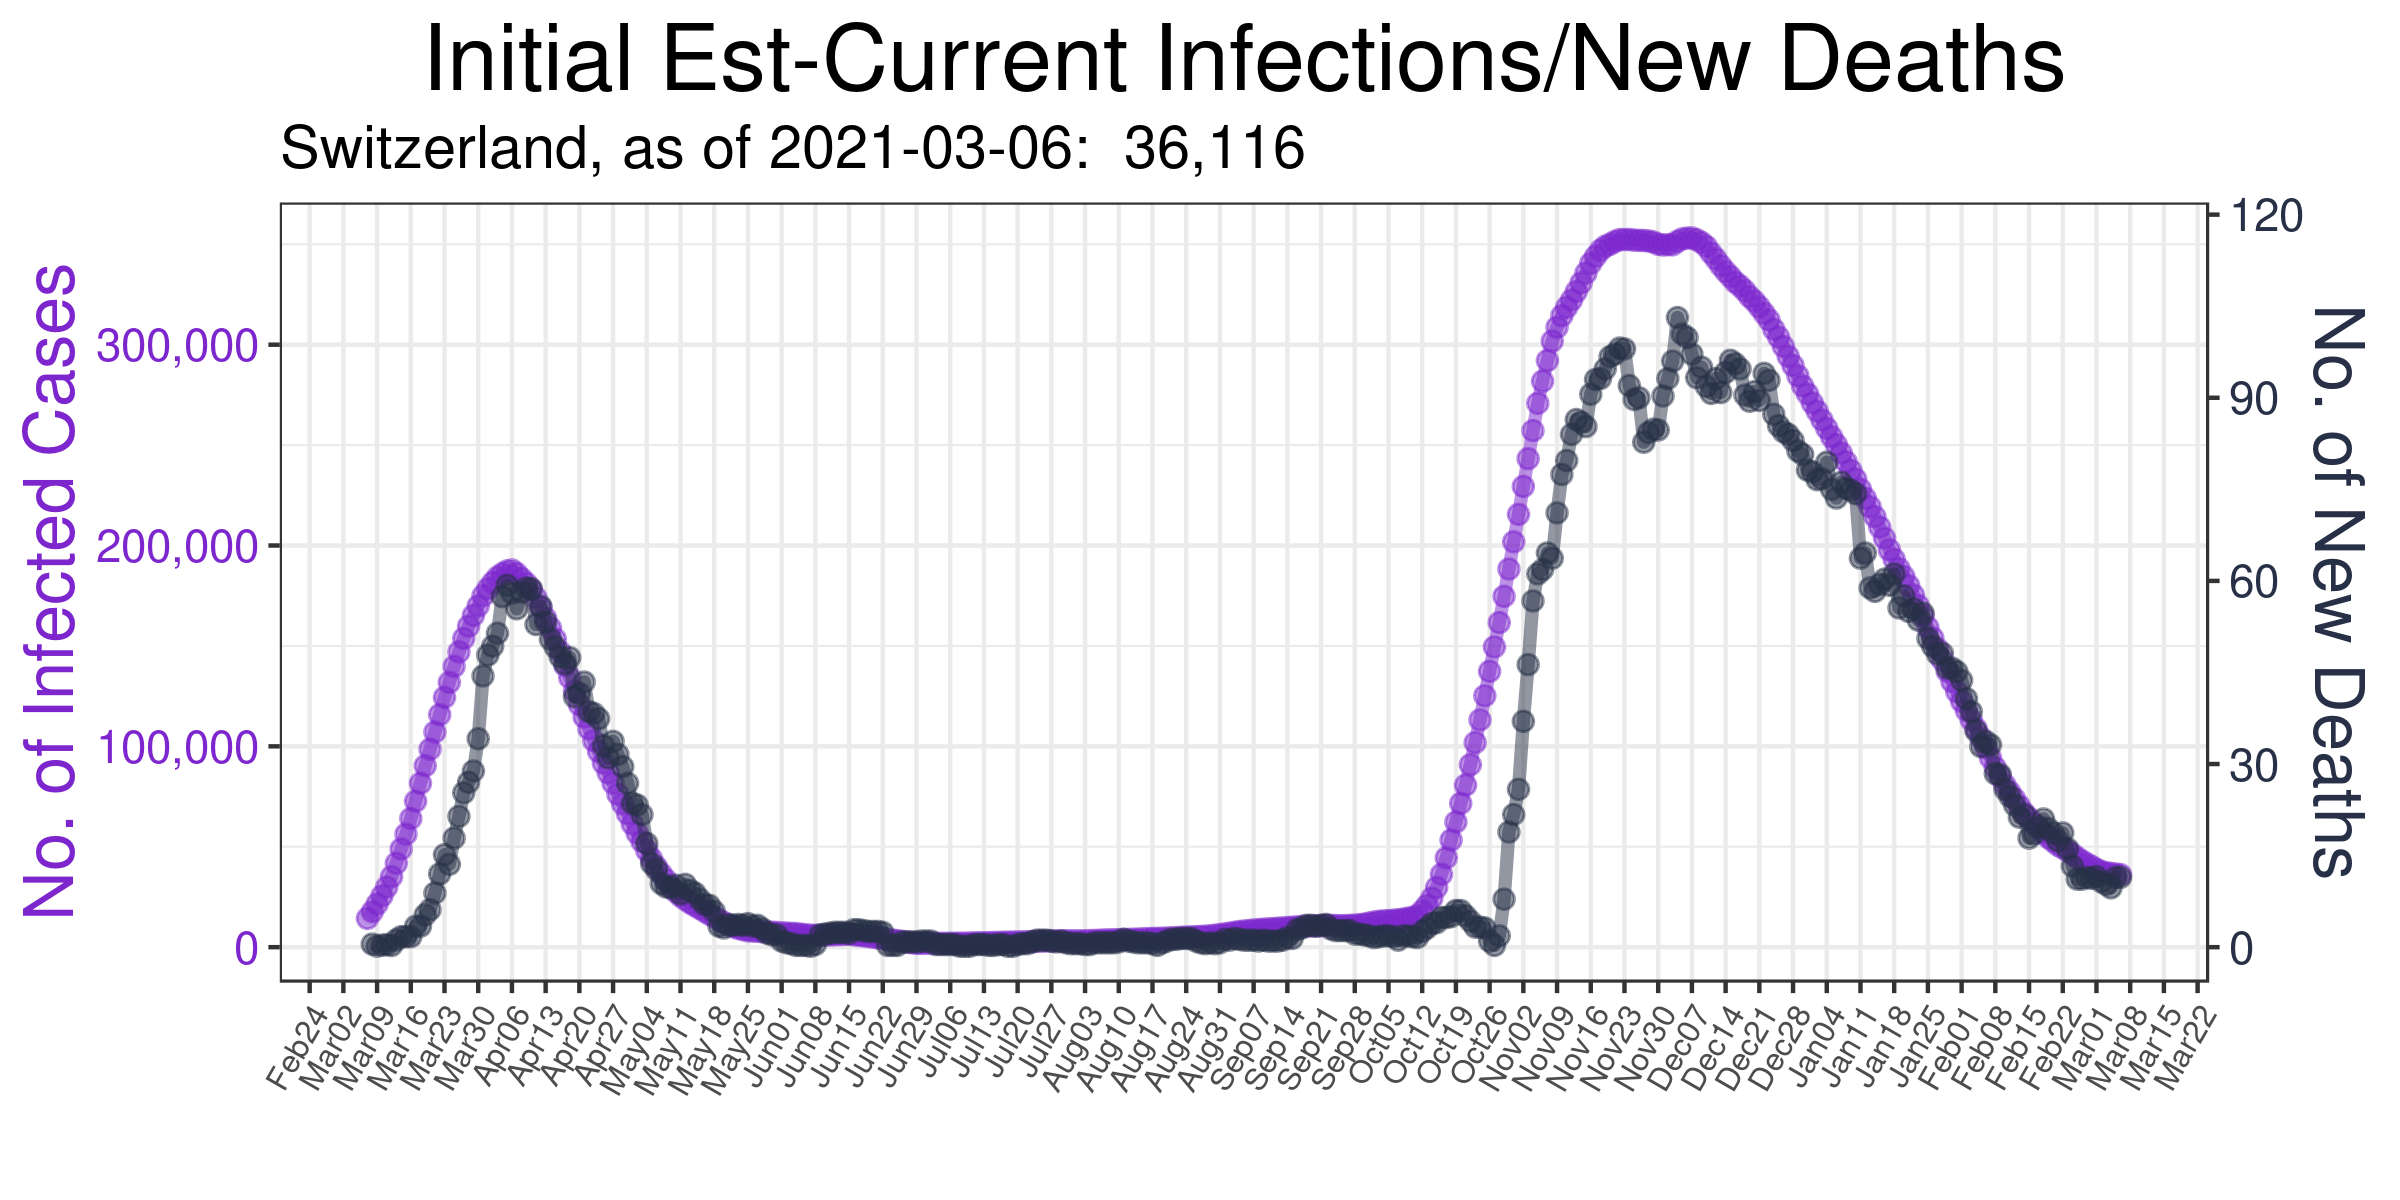 Initial Est-Current Infections/New Deaths
Switzerland, as of 2021-03-06:  36,116
No. of Infected Cases
300,000
200,000
100,000
0
120
90
60
30
0
No. of New Deaths
Feb24
Mar02
Mar09
Mar16
Mar23
Mar30
Apr06
Apr13
Apr20
Apr27
May04
May11
May18
May25
Jun01
Jun08
Jun15
Jun22
Jun29
Jul06
Jul13
Jul20
Jul27
Aug03
Aug10
Aug17
Aug24
Aug31
Sep07
Sep14
Sep21
Sep28
Oct05
Oct12
Oct19
Oct26
Nov02
Nov09
Nov16
Nov23
Nov30
Dec07
Dec14
Dec21
Dec28
Jan04
Jan11
Jan18
Jan25
Feb01
Feb08
Feb15
Feb22
Mar01
Mar08
Mar15
Mar22